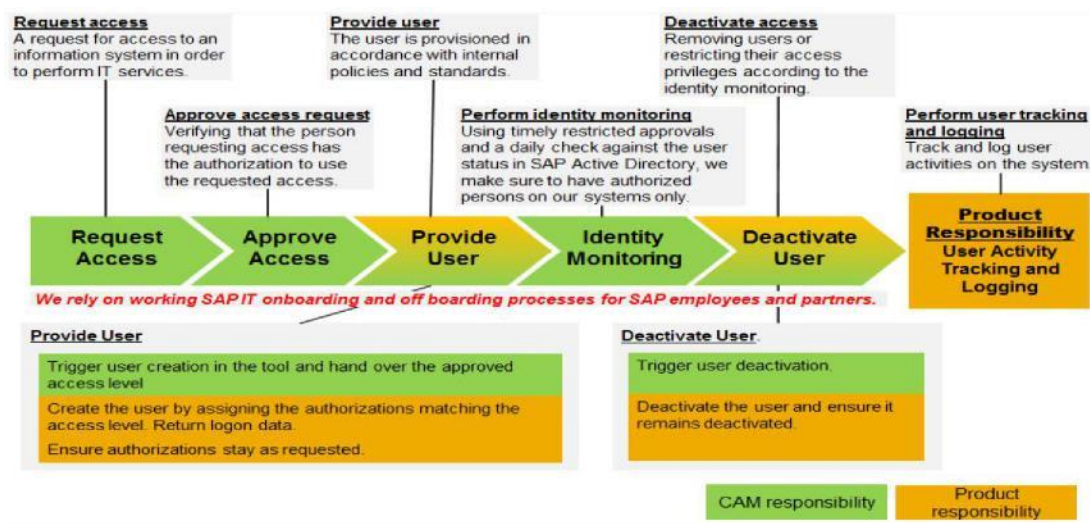 Request access
A request for access to an
information system in order
to perform IT services.
Provide user
The user is provisioned in
accordance with internal
policies and standards.
Deactivate access
Removing users or
restricting their access
privileges according to the
identity monitoring.
Approve access request
Verifying that the person
requesting access has
the authorization to use
the requested access.
Perform identity monitoring
Using timely restricted approvals
and a daily check against the user
status in SAP Active Directory, we
make sure to have authorized
persons on our systems only.
Perform user tracking
and logging
Track and log user
activities on the system
Request
Access
Approve
Access
Provide
User
Identity
Monitoring
Deactivate
User
Product
Responsibility
User Activity
Tracking and
Logging
We rely on working SAP IT onboarding and off boarding processes for SAP employees and partners.
Provide User
Trigger user creation in the tool and hand over the approved
access level
Create the user by assigning the authorizations matching the
access level. Return logon data.
Ensure authorizations stay as requested.
Deactivate User.
Trigger user deactivation.
Deactivate the user and ensure it
remains deactivated.
CAM responsibility
Product
responsibility